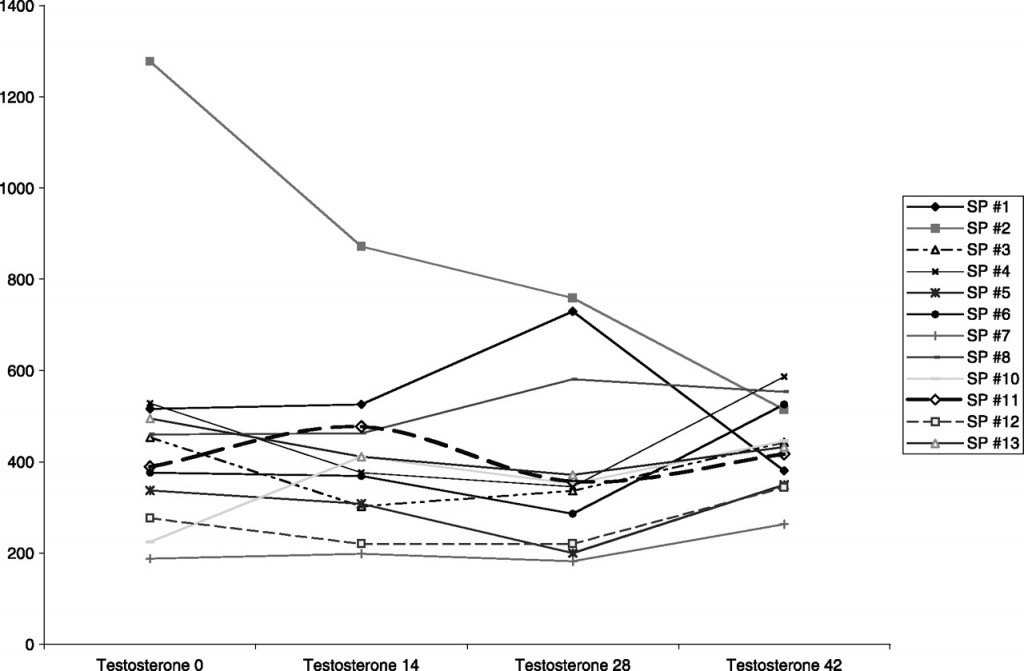 1400
1200
1000
800
600
400
200
0
Testosterone 0
Testosterone 14
Testosterone 28
Testosterone 42
SP #1
SP #2
SP #3
SP #4
SP #5
SP #6
SP #7
SP #8
SP #10
SP #11
SP #12
SP #13